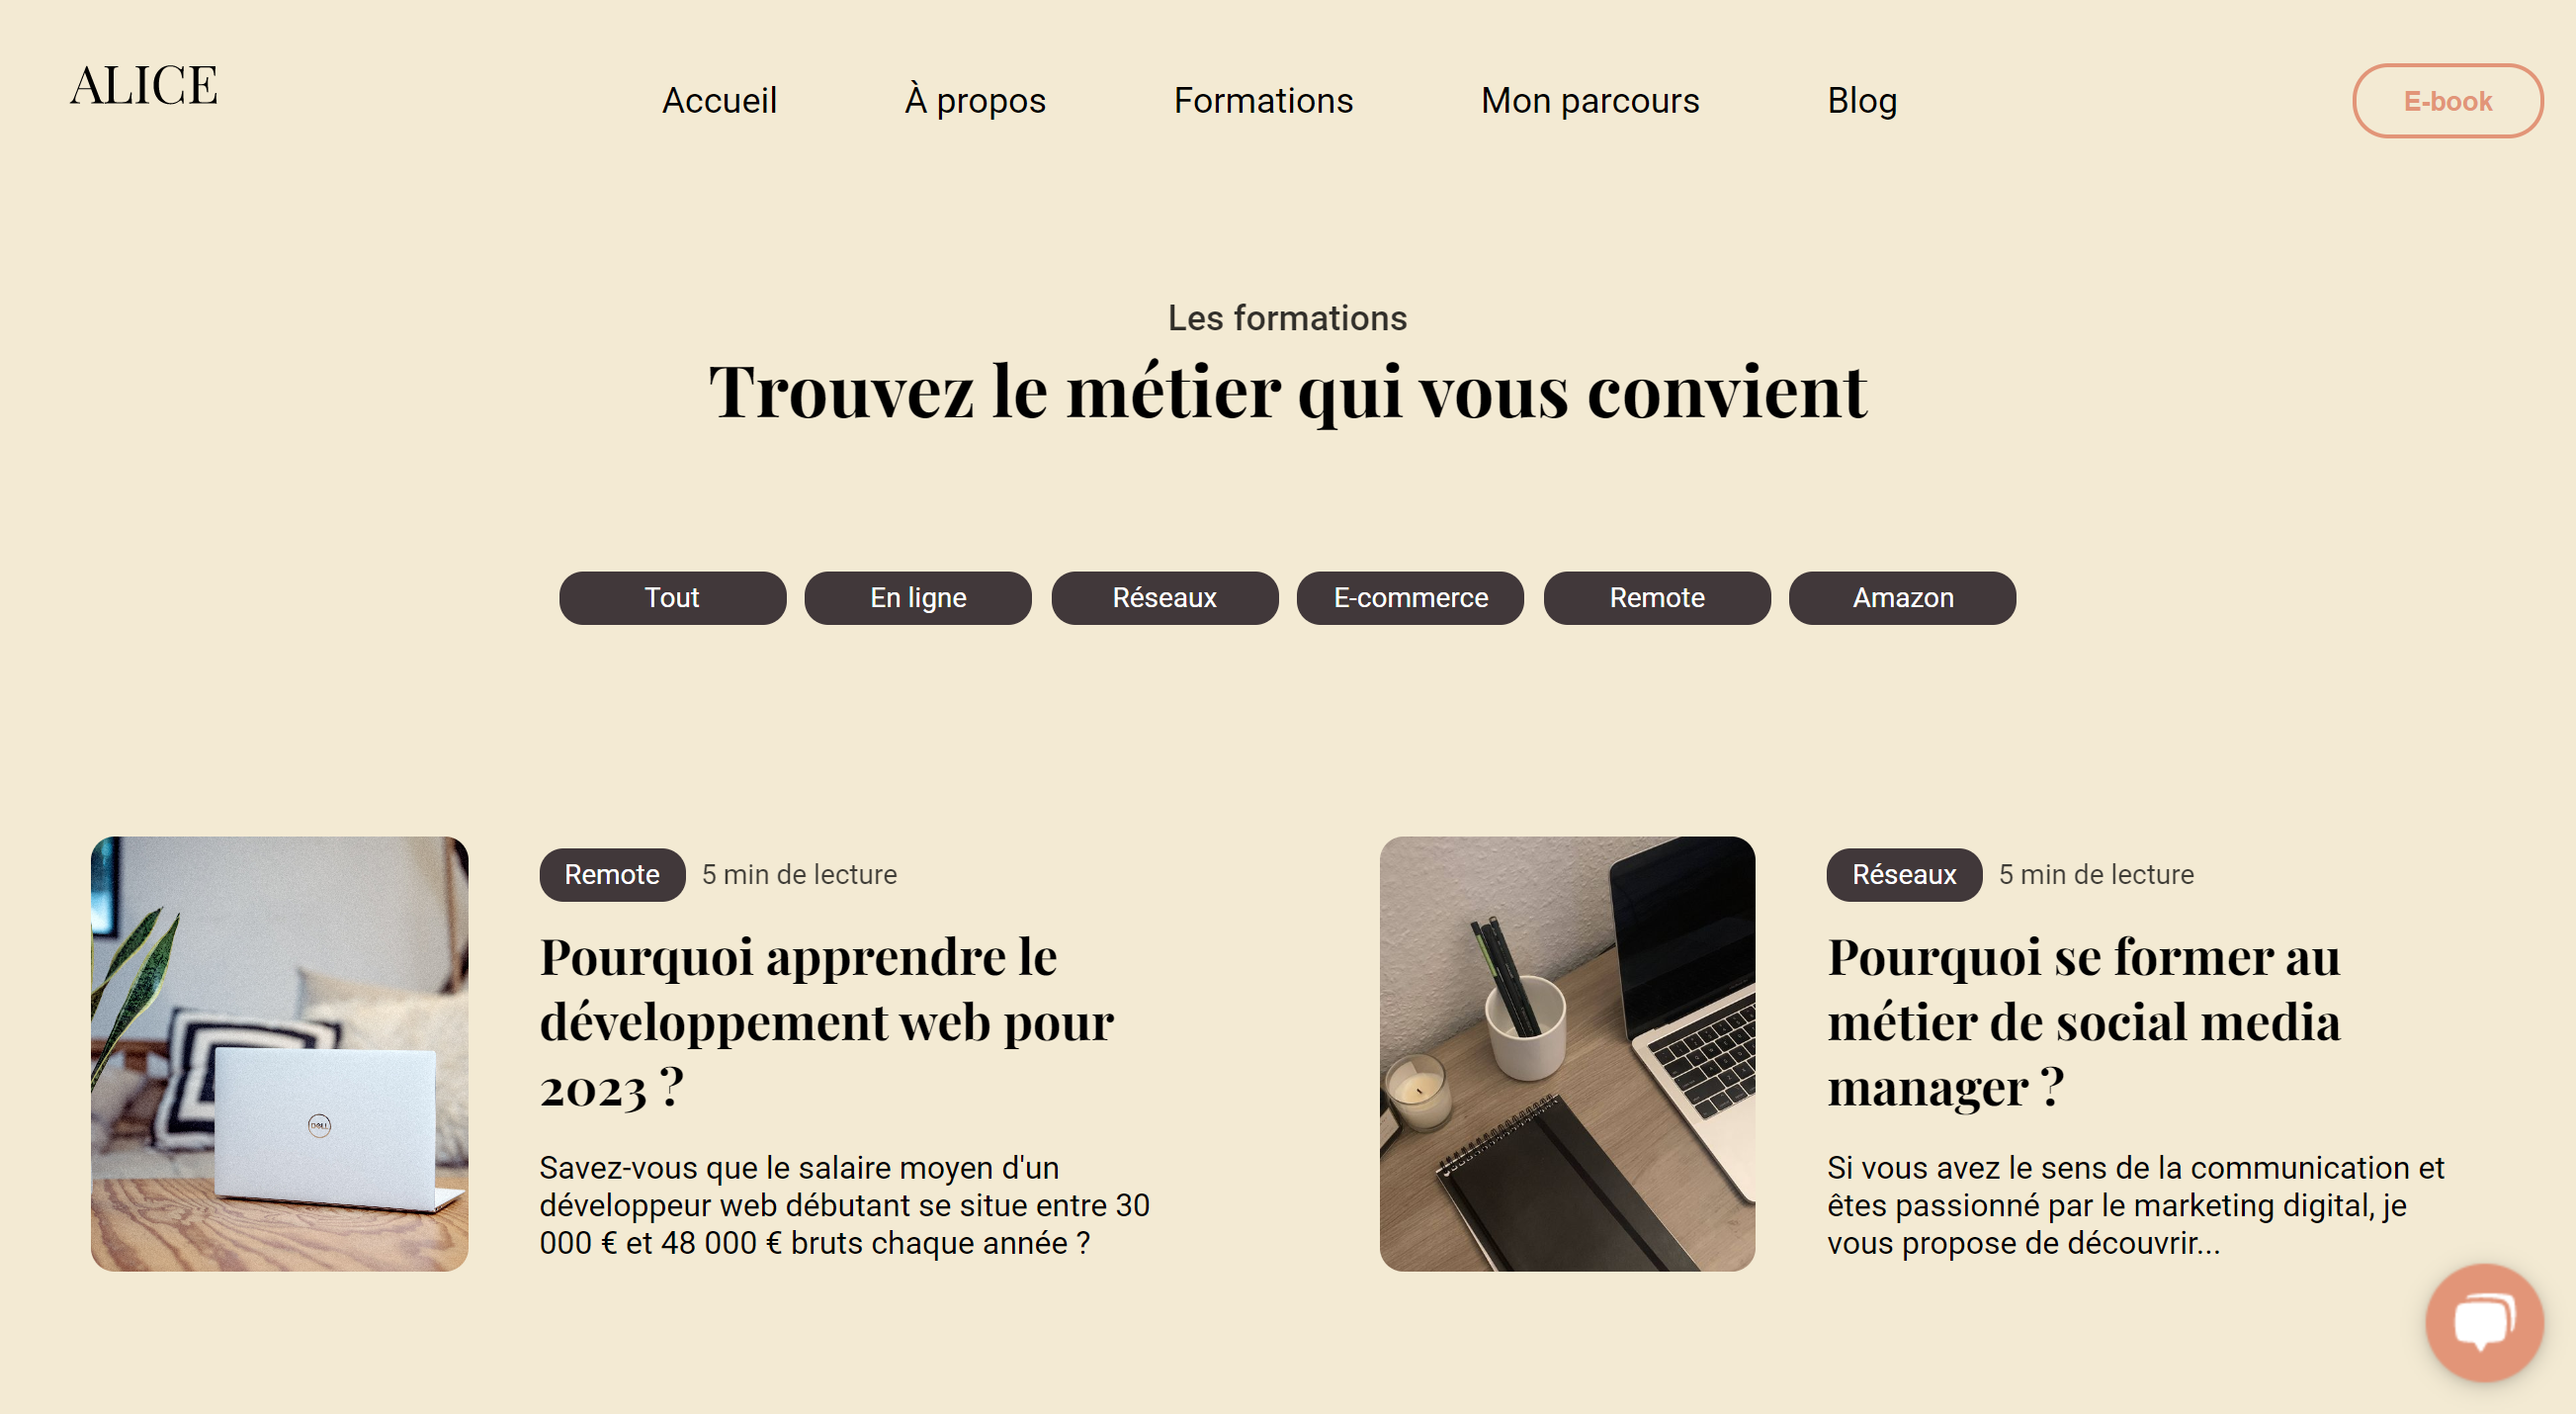 ALICE
Accueil
À propos
Formations
Mon parcours
Blog
E-book
Les formations
Trouvez le métier qui vous convient
Tout
En ligne
Réseaux
E-commerce
Remote
Amazon
Remote
5 min de lecture
Pourquoi apprendre le
développement web pour
2023 ?
Savez-vous que le salaire moyen d'un
développeur web débutant se situe entre 30
000 € et 48 000 € bruts chaque année ?
DELL
Réseaux
5 min de lecture
Pourquoi se former au
métier de social media
manager ?
Si vous avez le sens de la communication et
êtes passionné par le marketing digital, je
vous propose de découvrir...